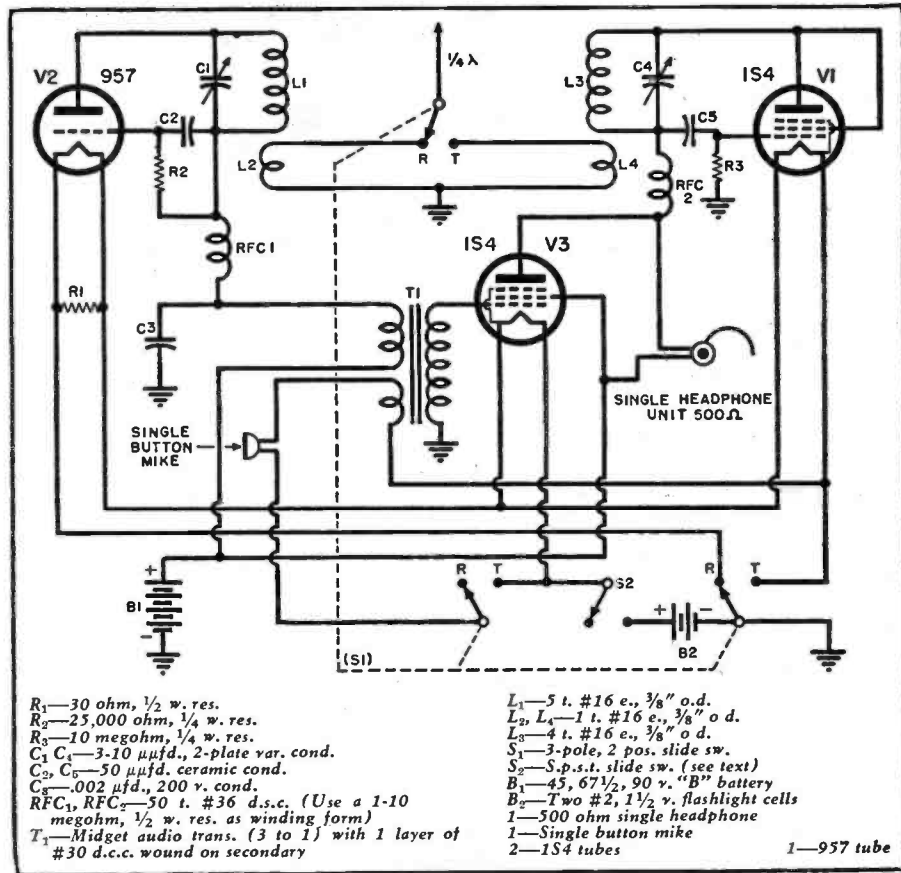 V2
957
C1
L1
C2
R2
L2
RFC 1
R1
C3
1/4 λ
R
T
L3
C4
1S4
V1
C5
R3
L4
RFC
2
1S4
V3
T1
SINGLE HEADPHONE
UNIT 500Ω
SINGLE
BUTTON
MIKE
+
B1
−
R
T
S2
+
−
B2
R
T
(S1)
R₁—30 ohm, ½ w. res.
R₂—25,000 ohm, ¼ w. res.
R₃—10 megohm, ¼ w. res.
C₁ C₄—3-10 μμfd., 2-plate var. cond.
C₂, C₅—50 μμfd. ceramic cond.
C₃—.002 μfd., 200 v. cond.
RFC₁, RFC₂—50 t. #36 d.s.c. (Use a 1-10
megohm, ½ w. res. as winding form)
T₁—Midget audio trans. (3 to 1) with 1 layer of
#30 d.c.c. wound on secondary
L₁—5 t. #16 e., 3/8" o.d.
L₂, L₄—1 t. #16 e., 3/8" o d.
L₃—4 t. #16 e., 3/8" o.d.
S₁—3-pole, 2 pos. slide sw.
S₂—S.p.s.t. slide sw. (see text)
B₁—45, 67½, 90 v. "B" battery
B₂—Two #2, 1½ v. flashlight cells
1—500 ohm single headphone
1—Single button mike
2—1S4 tubes
1—957 tube